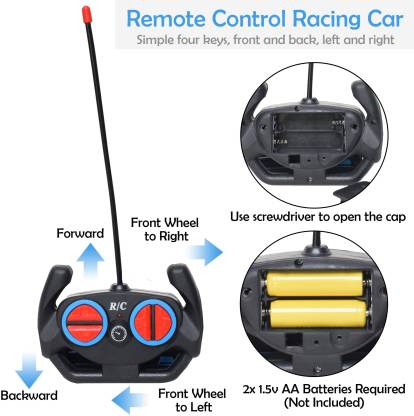 Remote Control Racing Car
Simple four keys, front and back, left and right
Forward
Front Wheel
to Right
Use screwdriver to open the cap
R/C
Backward
Front Wheel
to Left
2x 1.5v AA Batteries Required
(Not Included)